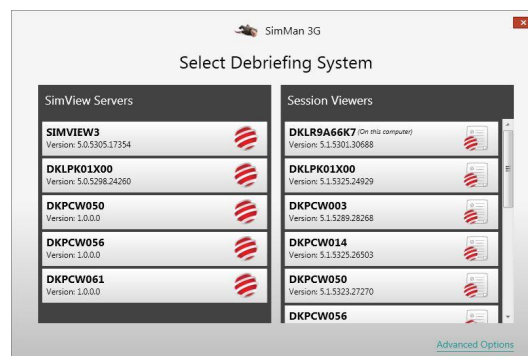 SimMan 3G
Select Debriefing System
SimView Servers
SIMVIEW3
Version: 5.0.5305.17354
DKLPK01X00
Version: 5.0.5298.24260
DKPCW050
Version: 1.0.0.0
DKPCW056
Version: 1.0.0.0
DKPCW061
Version: 1.0.0.0
Session Viewers
DKLR9A66K7 (On this computer)
Version: 5.1.5301.30688
DKLPK01X00
Version: 5.1.5325.24929
DKPCW003
Version: 5.1.5289.28268
DKPCW014
Version: 5.1.5325.26503
DKPCW050
Version: 5.1.5323.27270
DKPCW056
Advanced Options